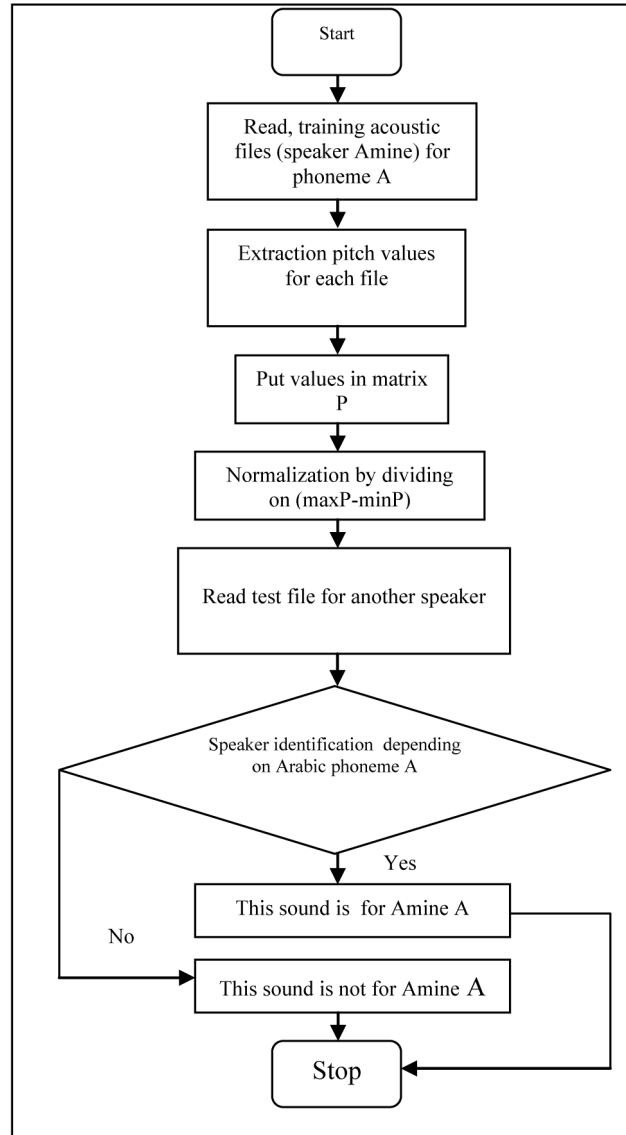 Start
Read, training acoustic
files (speaker Amine) for
phoneme A
Extraction pitch values
for each file
Put values in matrix
P
Normalization by dividing
on (maxP-minP)
Read test file for another speaker
Speaker identification depending
on Arabic phoneme A
Yes
This sound is for Amine A
No
This sound is not for Amine A
Stop